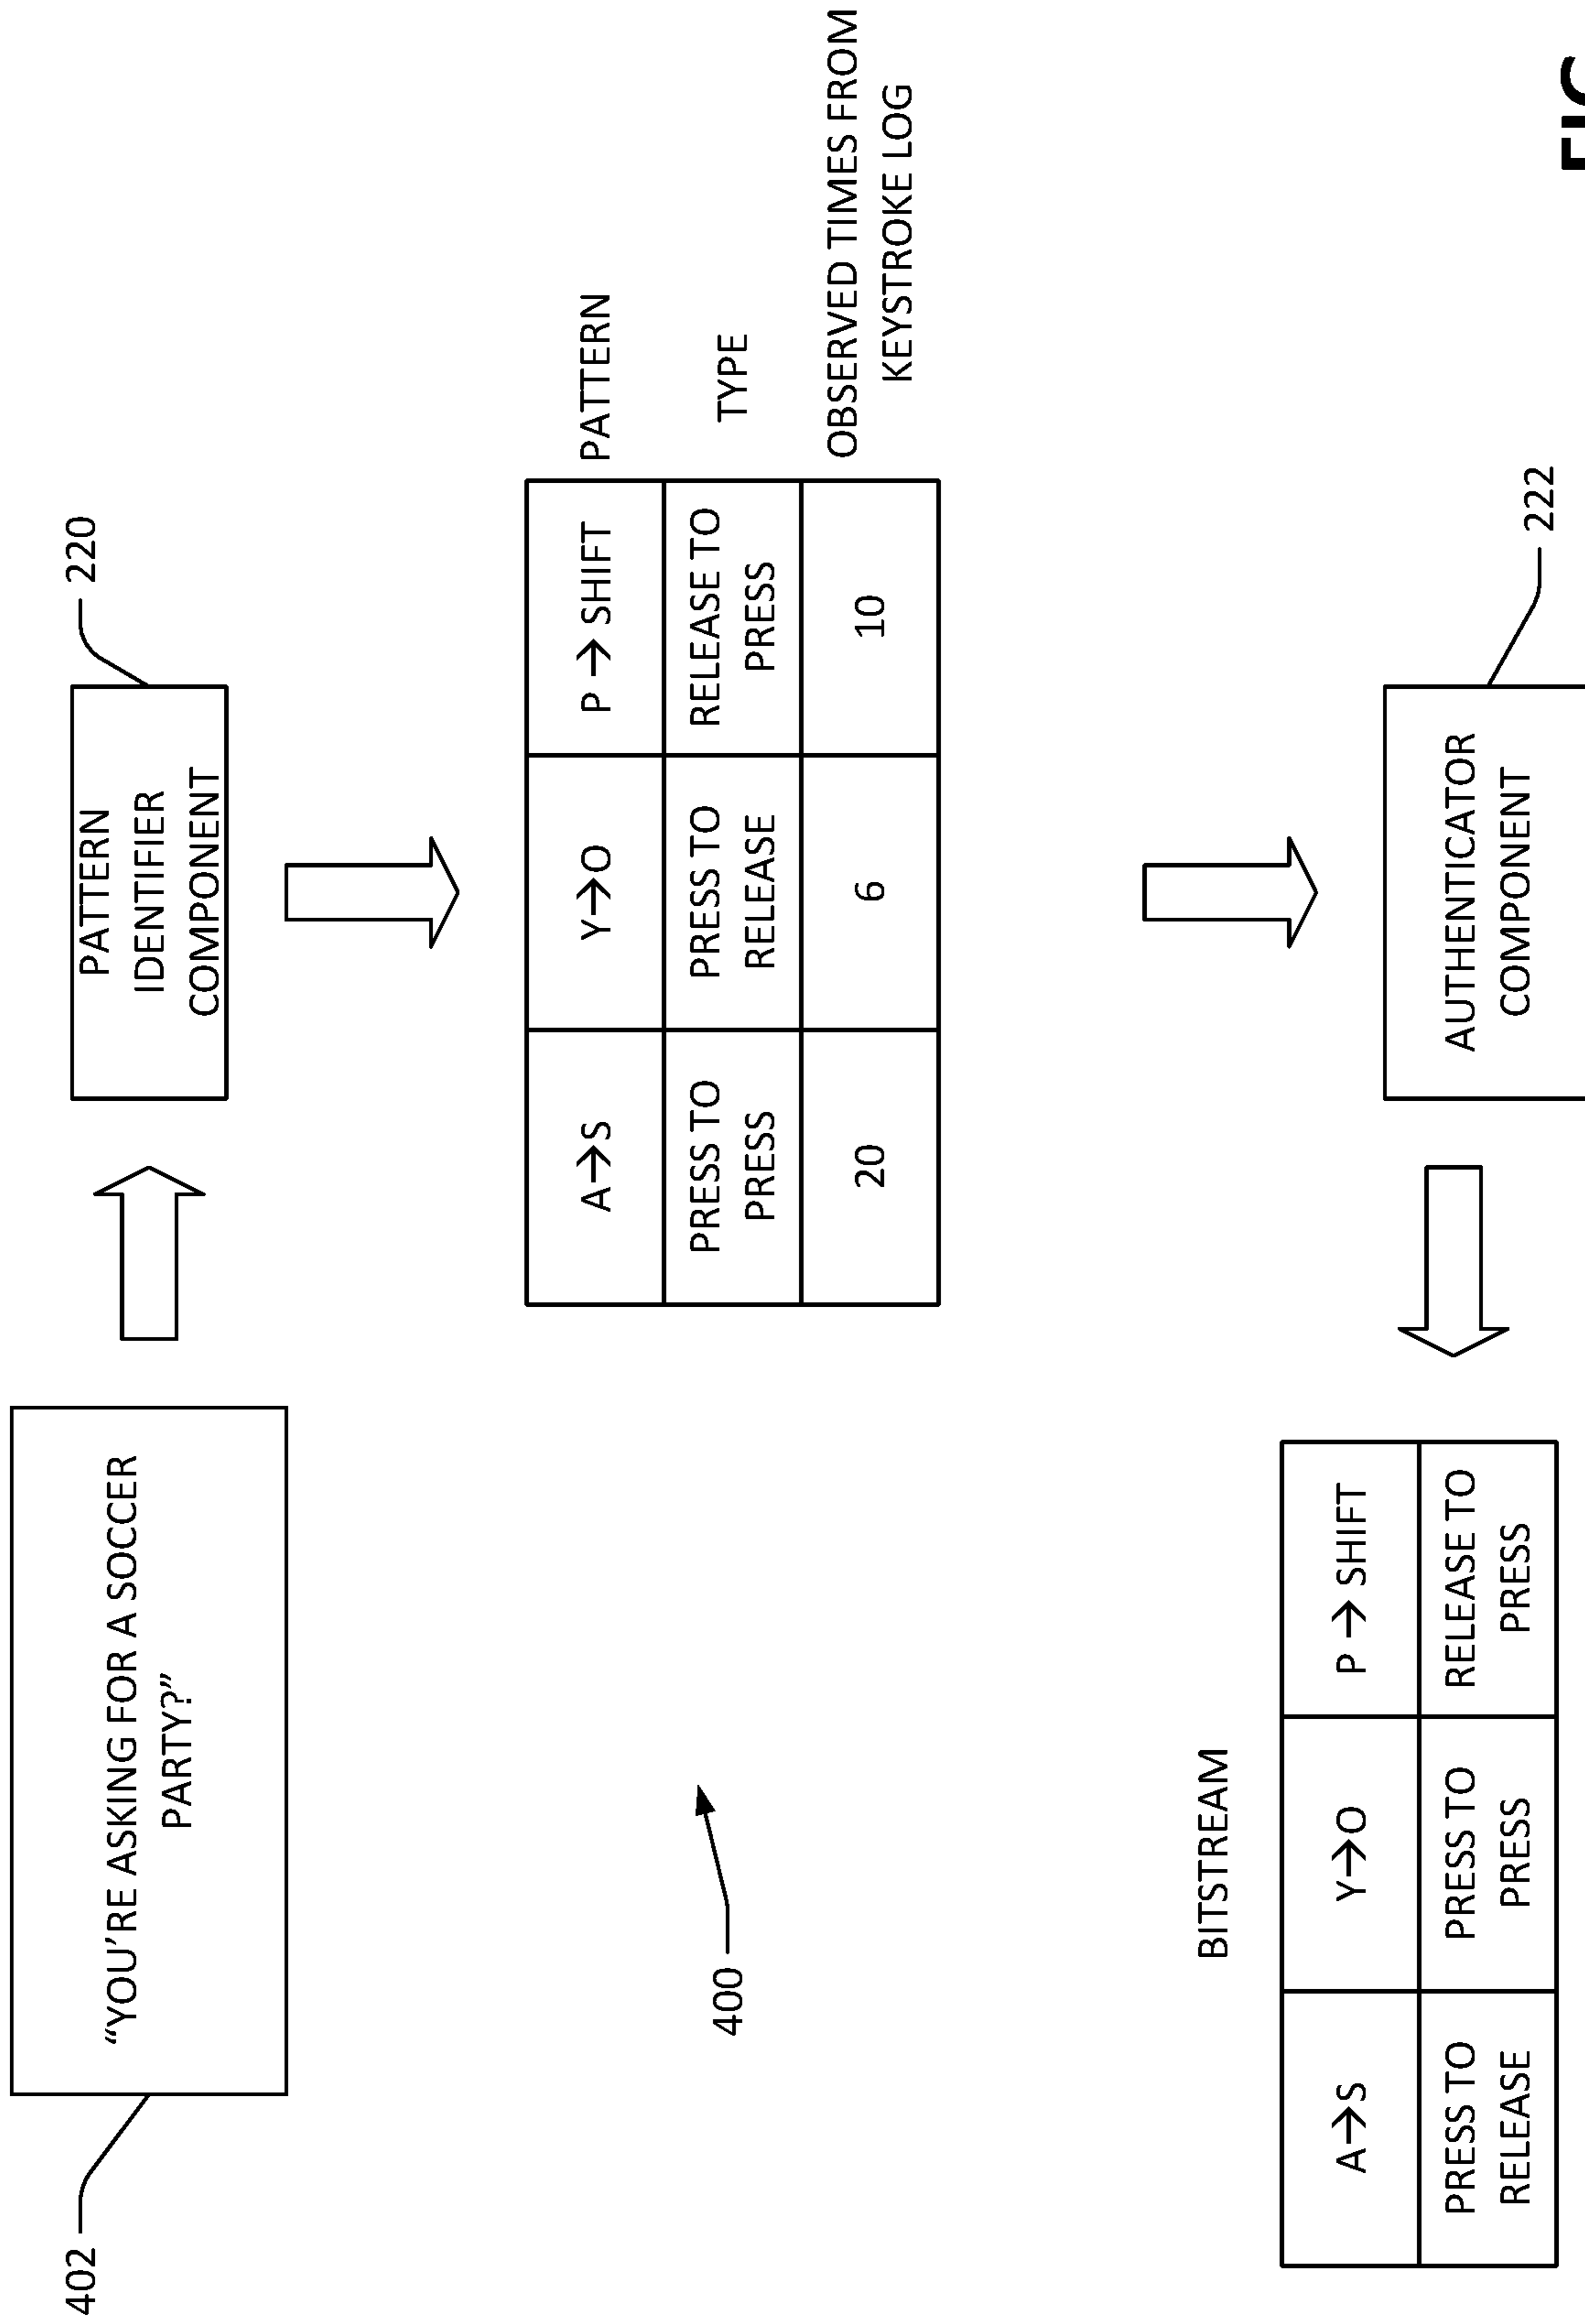 402
"YOU'RE ASKING FOR A SOCCER
PARTY?"
PATTERN
IDENTIFIER
COMPONENT
220
A→S
Y→O
P → SHIFT
PATTERN
PRESS TO
PRESS
PRESS TO
RELEASE
RELEASE TO
PRESS
TYPE
20
6
10
OBSERVED TIMES FROM
KEYSTROKE LOG
400
BITSTREAM
A→S
Y→O
P → SHIFT
PRESS TO
RELEASE
PRESS TO
PRESS
RELEASE TO
PRESS
AUTHENTICATOR
COMPONENT
222